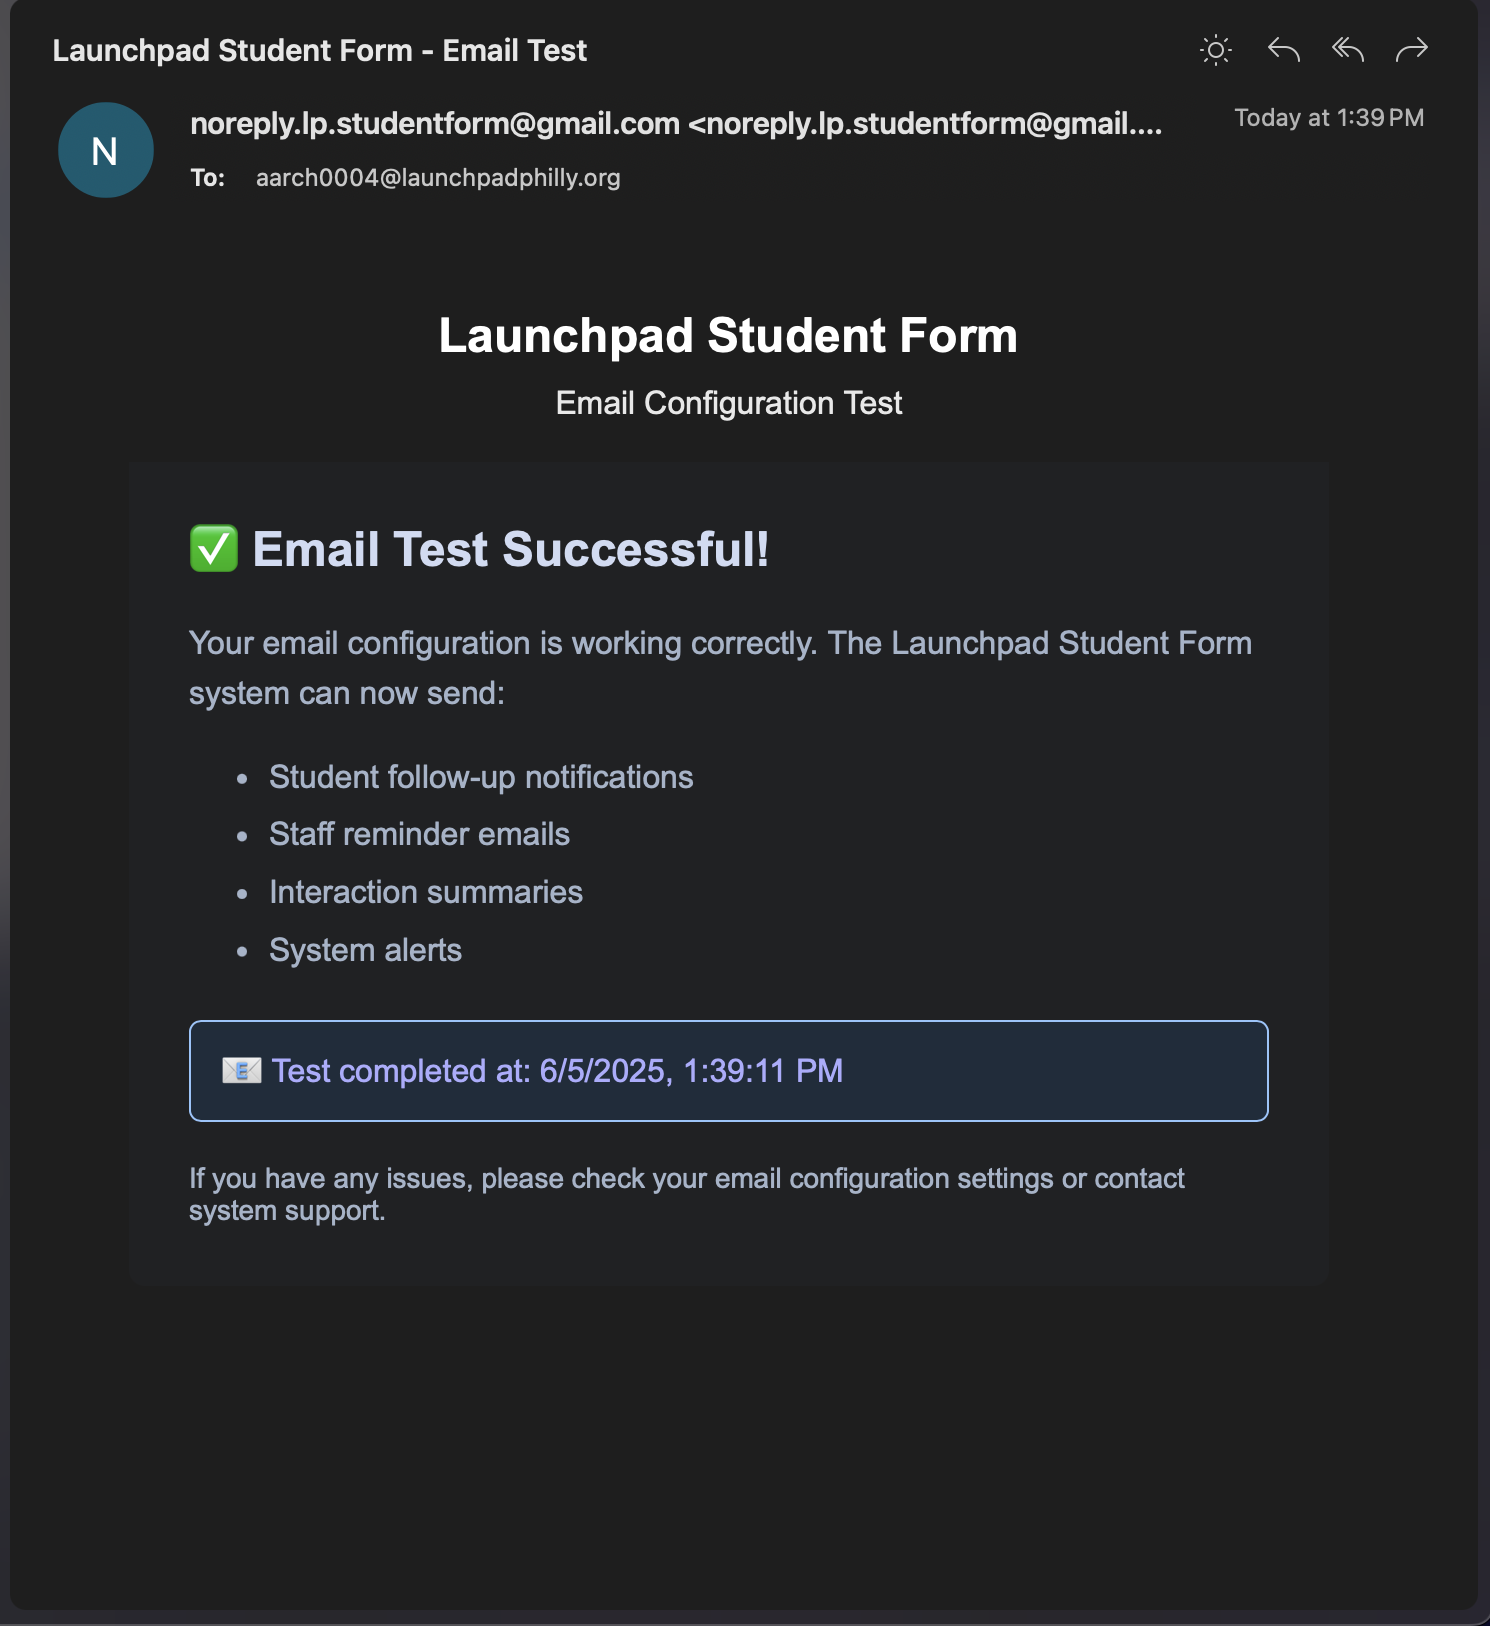 Launchpad Student Form - Email Test
N
noreply.lp.studentform@gmail.com <noreply.lp.studentform@gmail....
Today at 1:39 PM
To: aarch0004@launchpadphilly.org
Launchpad Student Form
Email Configuration Test
✅ Email Test Successful!
Your email configuration is working correctly. The Launchpad Student Form
system can now send:
• Student follow-up notifications
• Staff reminder emails
• Interaction summaries
• System alerts
📧 Test completed at: 6/5/2025, 1:39:11 PM
If you have any issues, please check your email configuration settings or contact
system support.